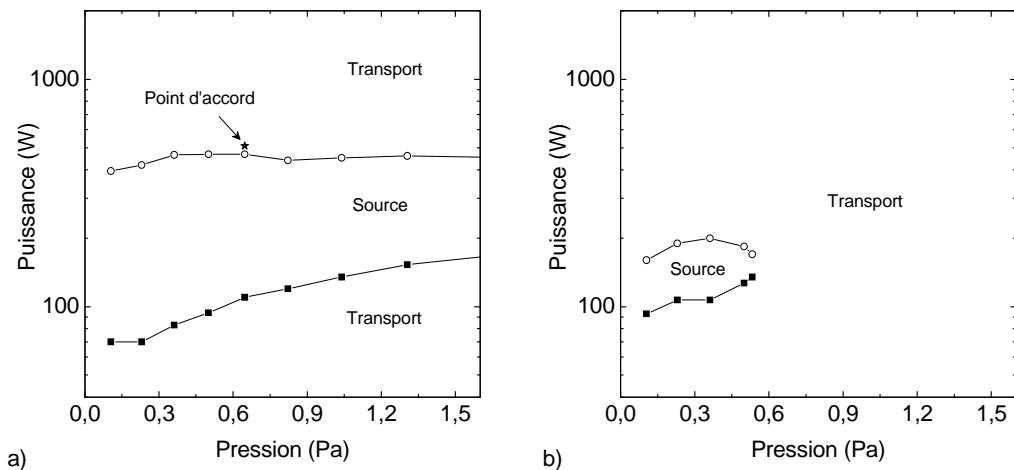 1000
100
Puissance (W)
Transport
Point d'accord
Source
Transport
0,0 0,3 0,6 0,9 1,2 1,5
Pression (Pa)
a)
1000
100
Puissance (W)
Transport
Source
0,0 0,3 0,6 0,9 1,2 1,5
Pression (Pa)
b)